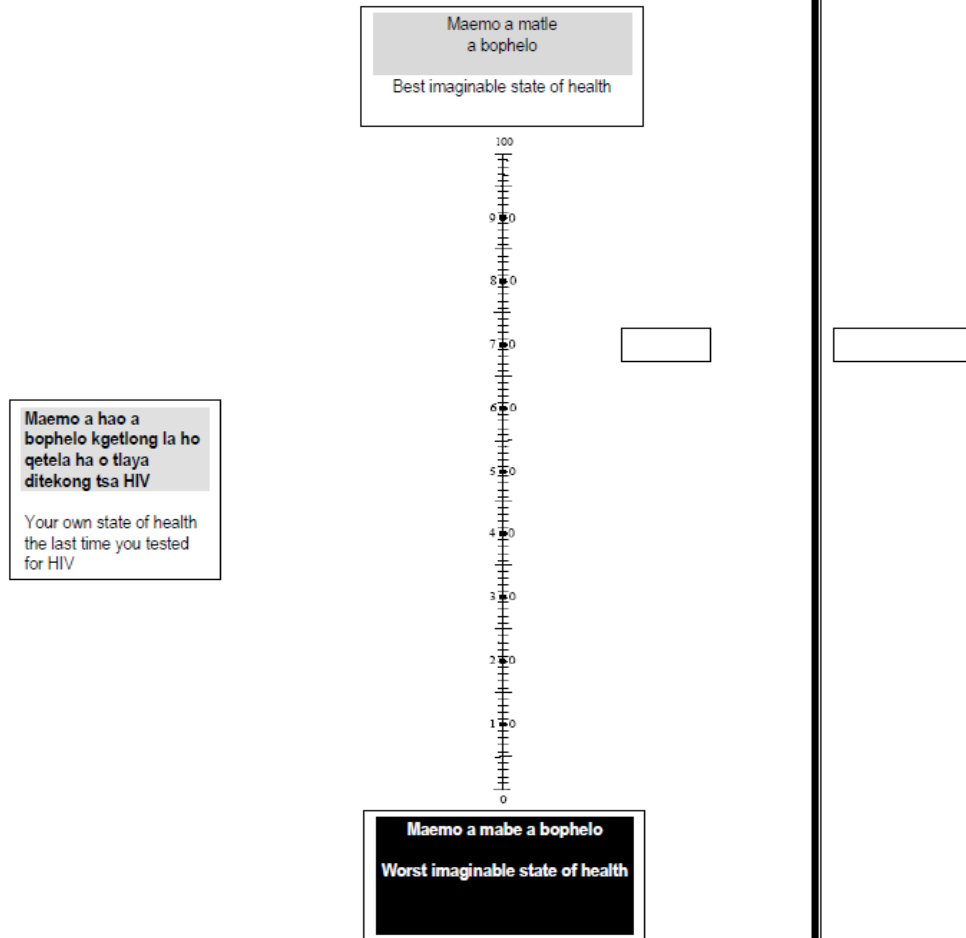 Maemo a matle
a bophelo
Best imaginable state of health
100
90
80
70
60
Maemo a hao a
bophelo kgetlong la ho
qetela ha o tlaya
ditekong tsa HIV
Your own state of health
the last time you tested
for HIV
50
40
30
20
10
0
Maemo a mabe a bophelo
Worst imaginable state of health